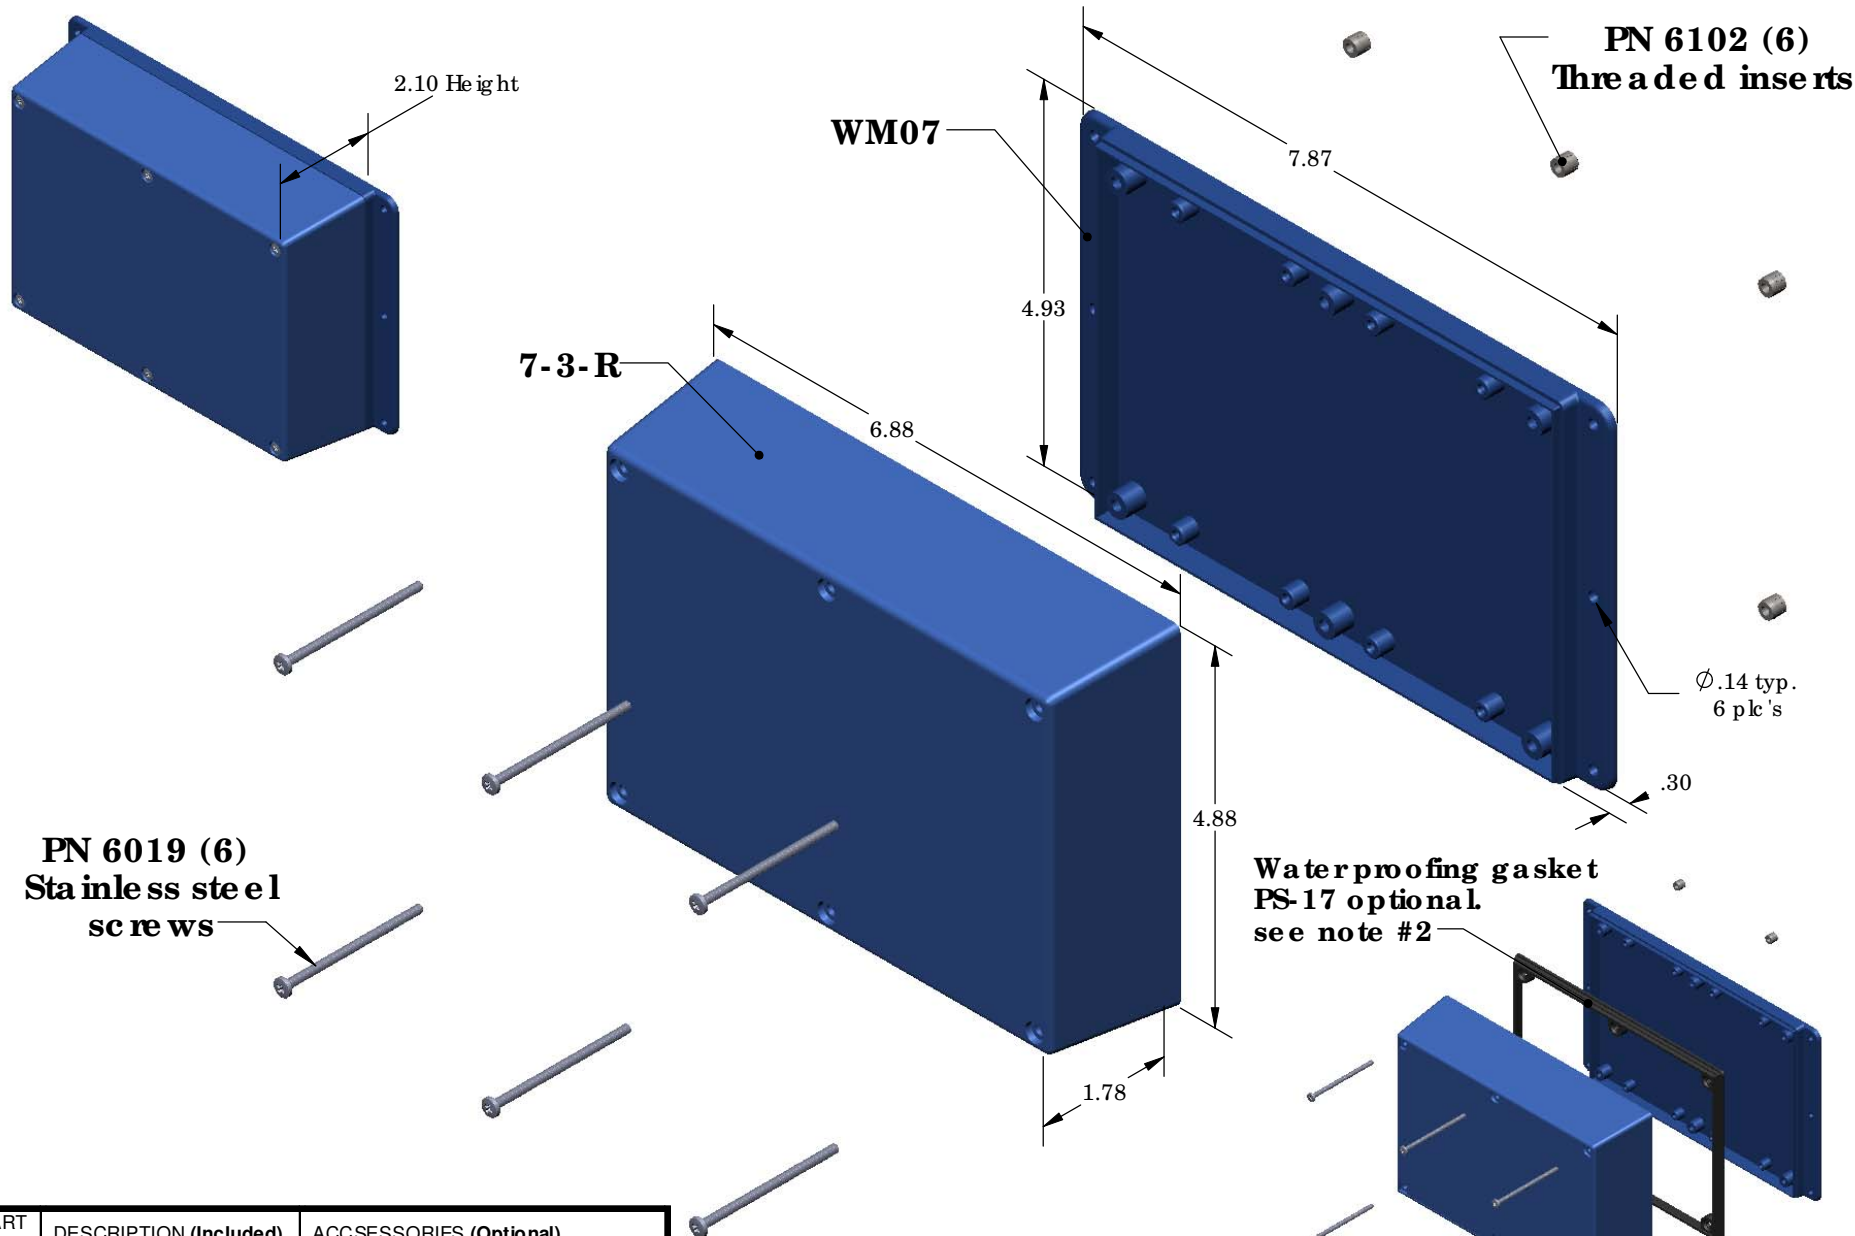 2.10 Height
PN 6102 (6)
Threaded inserts
WM07
7.87
4.93
7-3-R
6.88
Ø.14 typ.
6 plc's
.30
4.88
PN 6019 (6)
Stainless steel
screws
Waterproofing gasket
PS-17 optional.
see note #2
1.78
DESCRIPTION (Included)
ACCSESSORIES (Optional)